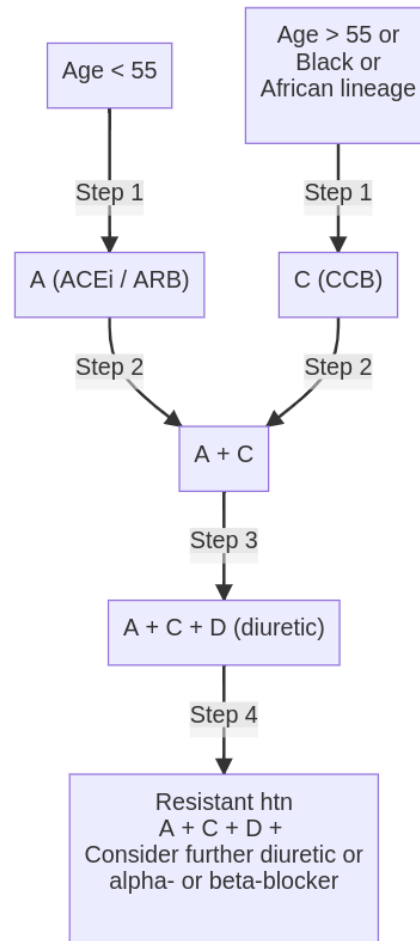 Age < 55
Age > 55 or
Black or
African lineage
Step 1
Step 1
A (ACEi / ARB)
C (CCB)
Step 2
Step 2
A + C
Step 3
A + C + D (diuretic)
Step 4
Resistant htn
A + C + D +
Consider further diuretic or
alpha- or beta-blocker